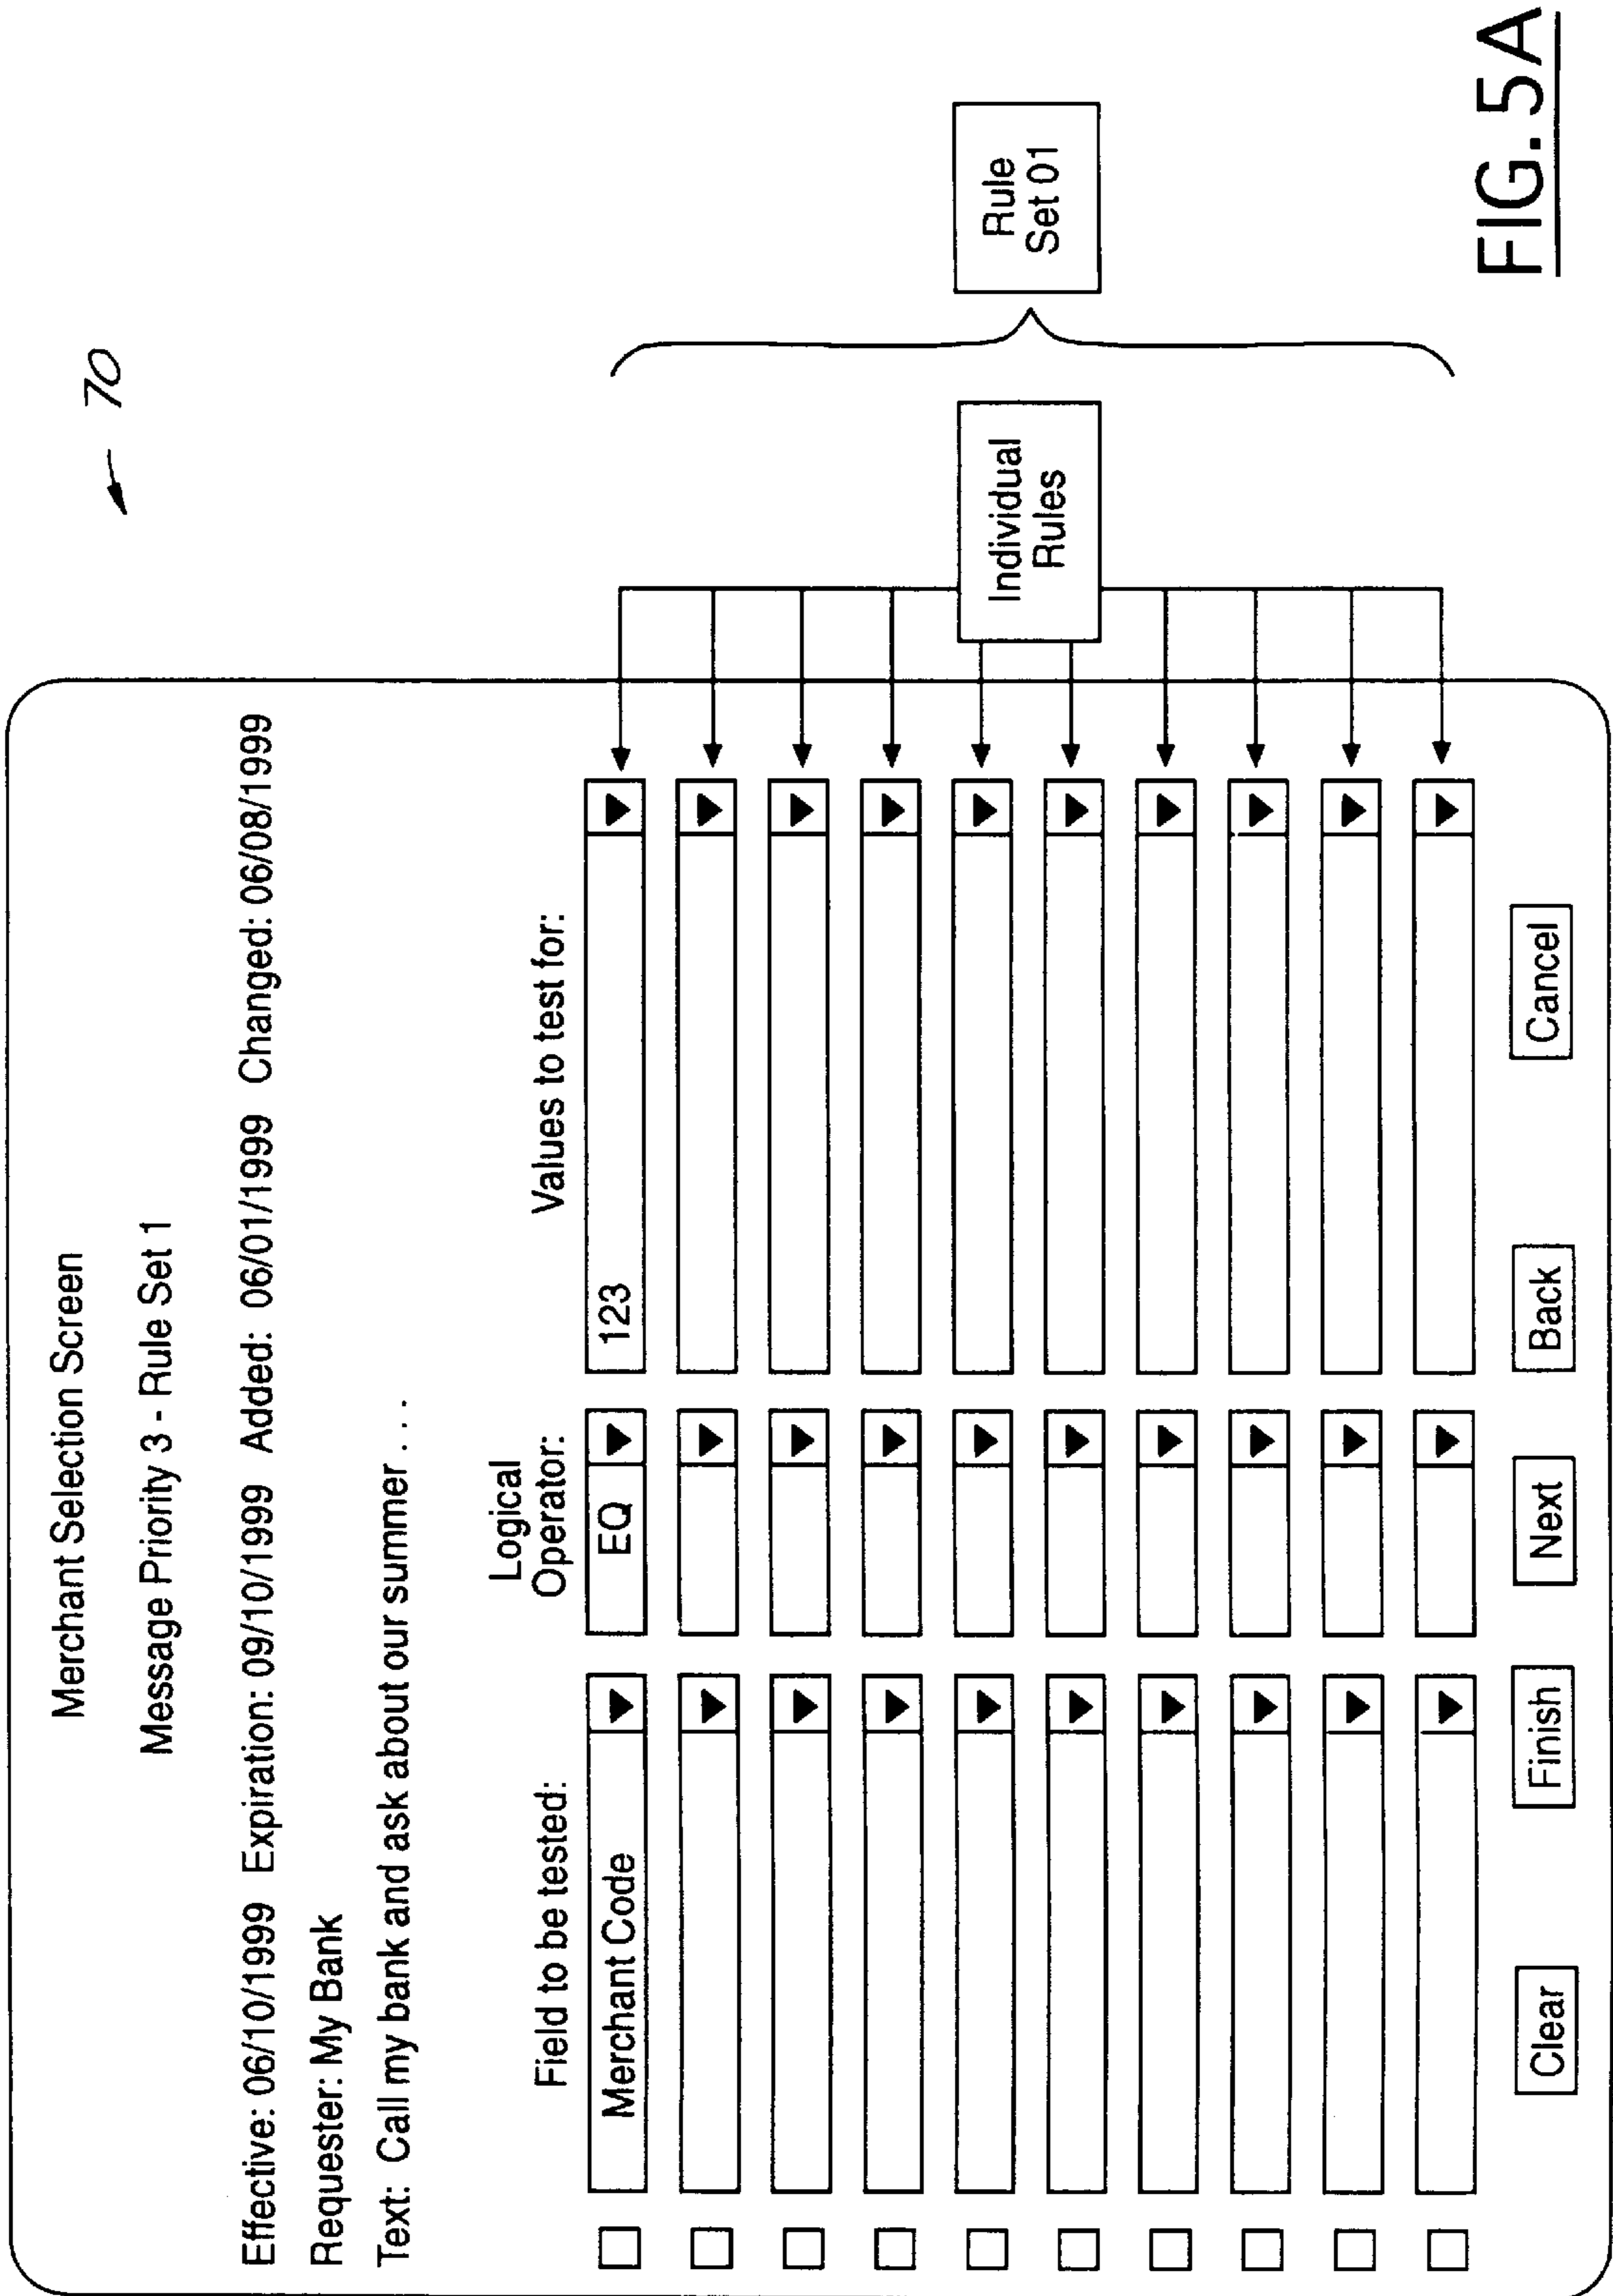 70
Merchant Selection Screen
Message Priority 3 - Rule Set 1
Effective: 06/10/1999 Expiration: 09/10/1999 Added: 06/01/1999 Changed: 06/08/1999
Requester: My Bank
Text: Call my bank and ask about our summer . . .
Field to be tested:
Logical
Operator:
Values to test for:
Merchant Code
EQ
123
Individual
Rules
Rule
Set 01
Clear
Finish
Next
Back
Cancel
FIG. 5A